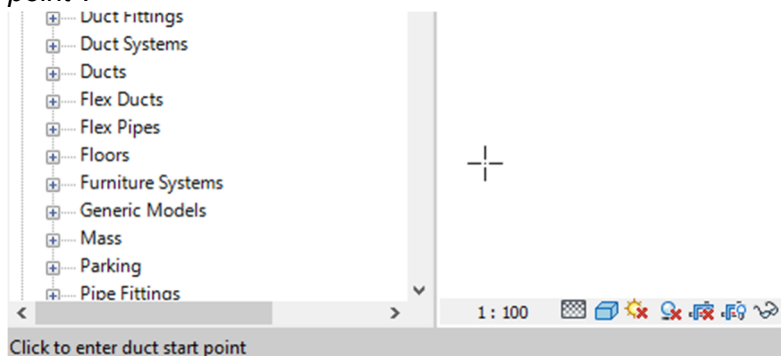 Duct Fittings
Duct Systems
Ducts
Flex Ducts
Flex Pipes
Floors
Furniture Systems
Generic Models
Mass
Parking
Pipe Fittings
1 : 100
Click to enter duct start point